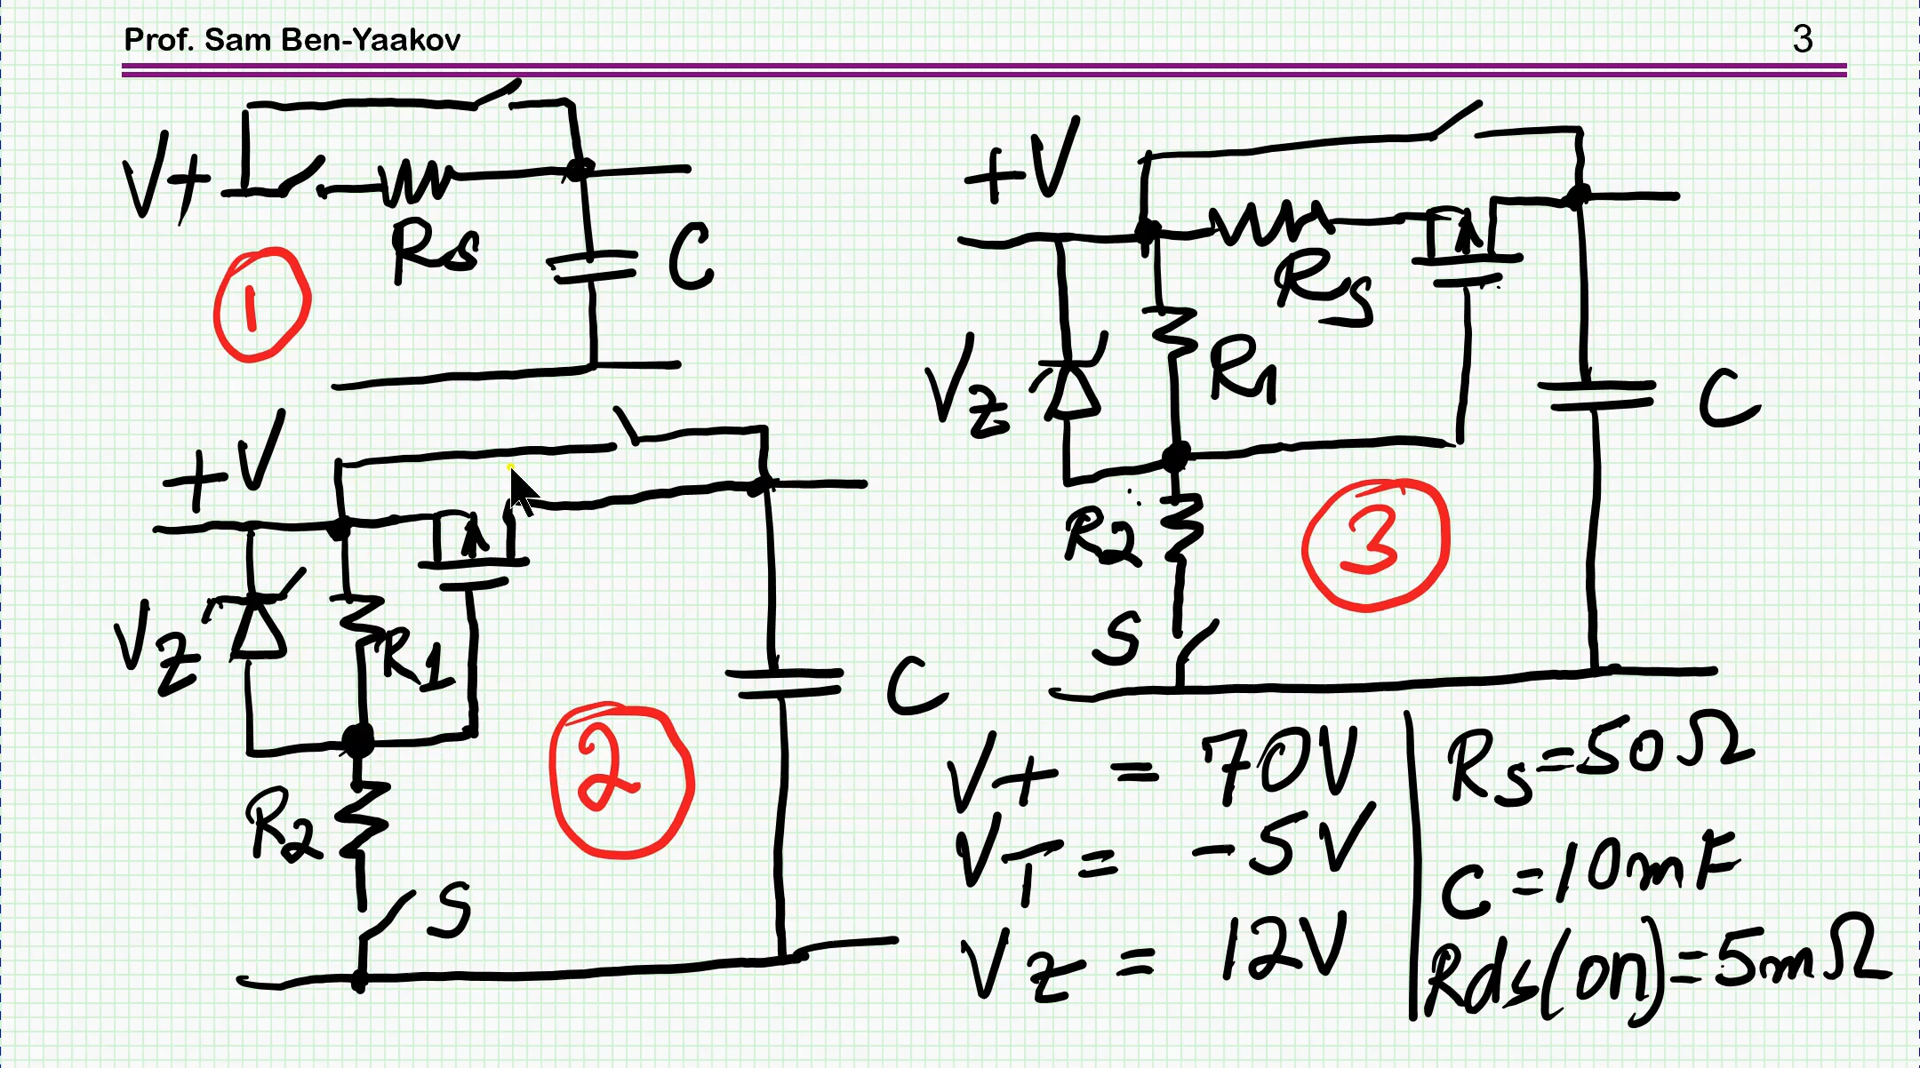 Prof. Sam Ben-Yaakov
3
V+
Rs
C
1
+V
Vz
R1
R2
S
C
2
+V
Rs
Vz
R1
R2
S
C
3
V+ = 70V
VT = -5V
Vz = 12V
Rs=50Ω
C=10mF
Rds(on)=5mΩ